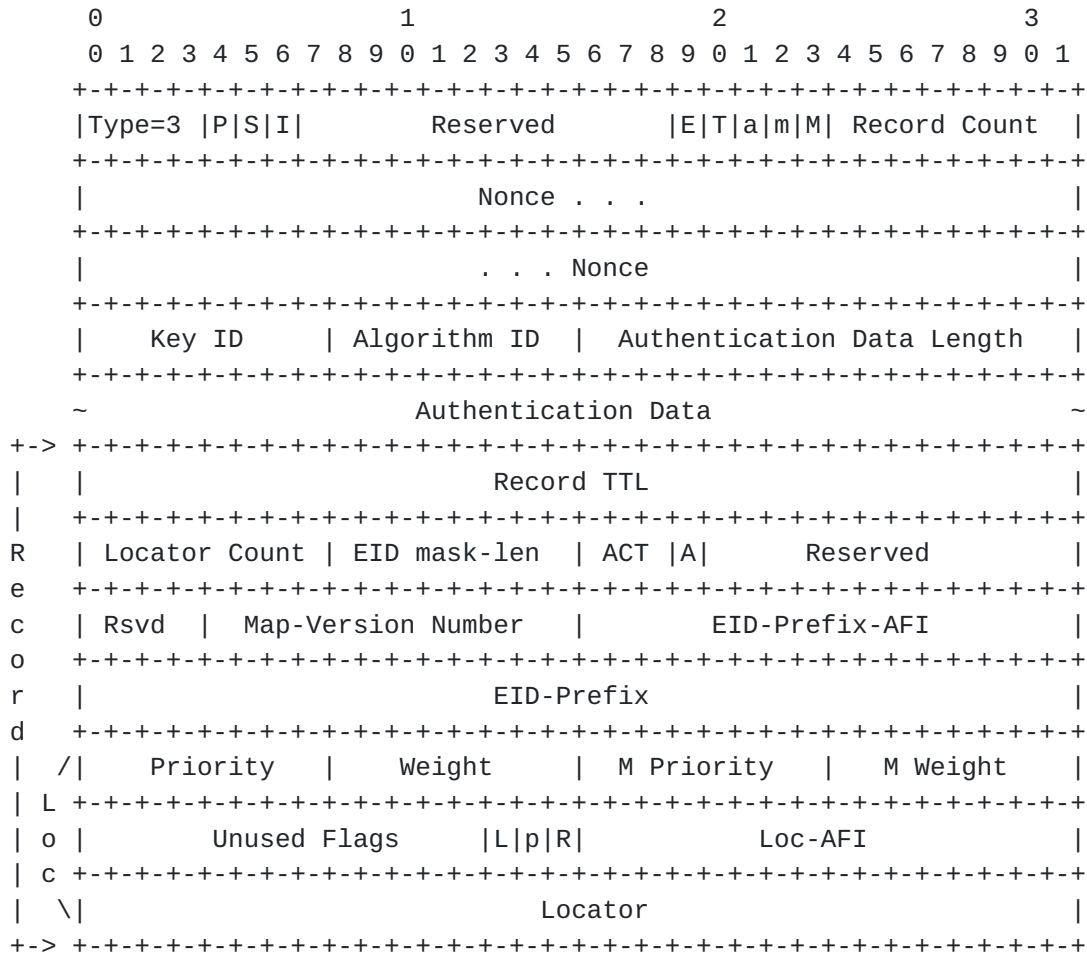 0                   1                   2                   3
        0 1 2 3 4 5 6 7 8 9 0 1 2 3 4 5 6 7 8 9 0 1 2 3 4 5 6 7 8 9 0 1
       +-+-+-+-+-+-+-+-+-+-+-+-+-+-+-+-+-+-+-+-+-+-+-+-+-+-+-+-+-+-+-+-+
       |Type=3 |P|S|I|        Reserved       |E|T|a|m|M| Record Count  |
       +-+-+-+-+-+-+-+-+-+-+-+-+-+-+-+-+-+-+-+-+-+-+-+-+-+-+-+-+-+-+-+-+
       |                         Nonce . . .                           |
       +-+-+-+-+-+-+-+-+-+-+-+-+-+-+-+-+-+-+-+-+-+-+-+-+-+-+-+-+-+-+-+-+
       |                         . . . Nonce                           |
       +-+-+-+-+-+-+-+-+-+-+-+-+-+-+-+-+-+-+-+-+-+-+-+-+-+-+-+-+-+-+-+-+
       |    Key ID     | Algorithm ID  |  Authentication Data Length   |
       +-+-+-+-+-+-+-+-+-+-+-+-+-+-+-+-+-+-+-+-+-+-+-+-+-+-+-+-+-+-+-+-+
       ~                     Authentication Data                       ~
   +-> +-+-+-+-+-+-+-+-+-+-+-+-+-+-+-+-+-+-+-+-+-+-+-+-+-+-+-+-+-+-+-+-+
   |   |                          Record TTL                           |
   |   +-+-+-+-+-+-+-+-+-+-+-+-+-+-+-+-+-+-+-+-+-+-+-+-+-+-+-+-+-+-+-+-+
   R   | Locator Count | EID mask-len  | ACT |A|      Reserved         |
   e   +-+-+-+-+-+-+-+-+-+-+-+-+-+-+-+-+-+-+-+-+-+-+-+-+-+-+-+-+-+-+-+-+
   c   | Rsvd  |  Map-Version Number   |        EID-Prefix-AFI         |
   o   +-+-+-+-+-+-+-+-+-+-+-+-+-+-+-+-+-+-+-+-+-+-+-+-+-+-+-+-+-+-+-+-+
   r   |                          EID-Prefix                           |
   d   +-+-+-+-+-+-+-+-+-+-+-+-+-+-+-+-+-+-+-+-+-+-+-+-+-+-+-+-+-+-+-+-+
   |  /|    Priority   |    Weight     |  M Priority   |   M Weight    |
   | L +-+-+-+-+-+-+-+-+-+-+-+-+-+-+-+-+-+-+-+-+-+-+-+-+-+-+-+-+-+-+-+-+
   | o |        Unused Flags     |L|p|R|           Loc-AFI             |
   | c +-+-+-+-+-+-+-+-+-+-+-+-+-+-+-+-+-+-+-+-+-+-+-+-+-+-+-+-+-+-+-+-+
   |  \|                             Locator                           |
   +-> +-+-+-+-+-+-+-+-+-+-+-+-+-+-+-+-+-+-+-+-+-+-+-+-+-+-+-+-+-+-+-+-+